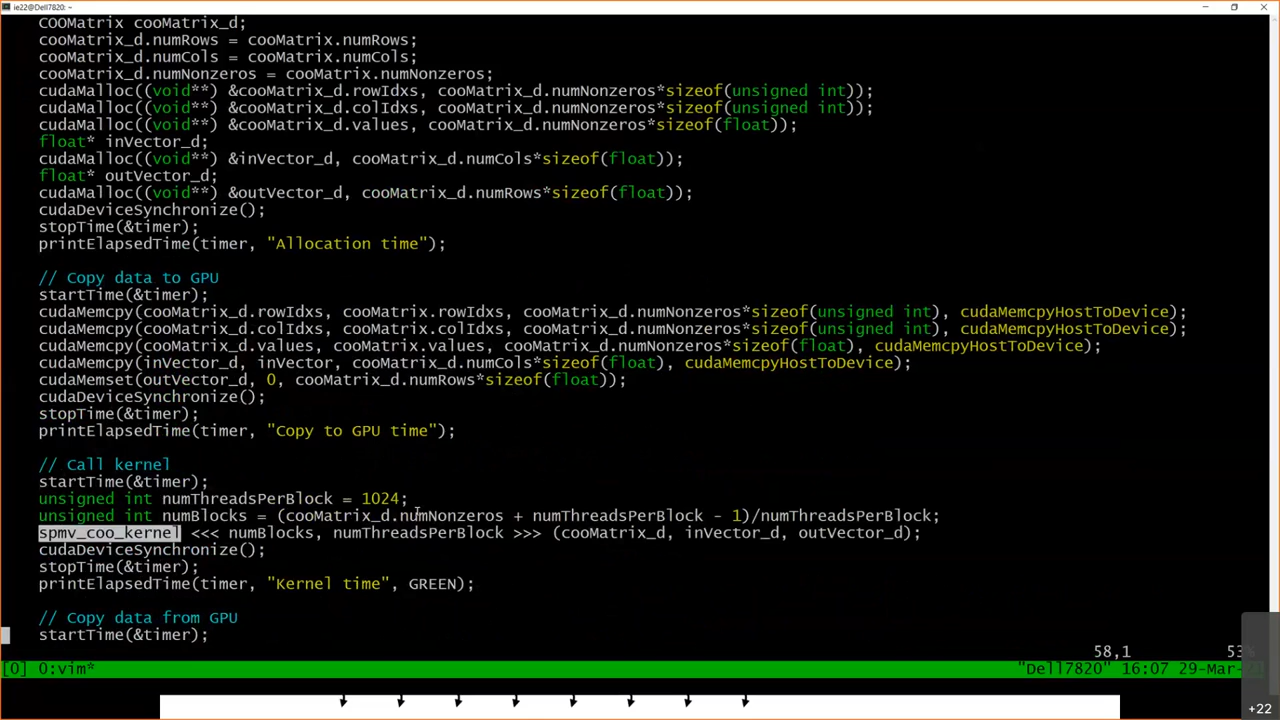 ie22@Dell7820: ~
COOMatrix cooMatrix_d;
cooMatrix_d.numRows = cooMatrix.numRows;
cooMatrix_d.numCols = cooMatrix.numCols;
cooMatrix_d.numNonzeros = cooMatrix.numNonzeros;
cudaMalloc((void**) &cooMatrix_d.rowIdxs, cooMatrix_d.numNonzeros*sizeof(unsigned int));
cudaMalloc((void**) &cooMatrix_d.colIdxs, cooMatrix_d.numNonzeros*sizeof(unsigned int));
cudaMalloc((void**) &cooMatrix_d.values, cooMatrix_d.numNonzeros*sizeof(float));
float* inVector_d;
cudaMalloc((void**) &inVector_d, cooMatrix_d.numCols*sizeof(float));
float* outVector_d;
cudaMalloc((void**) &outVector_d, cooMatrix_d.numRows*sizeof(float));
cudaDeviceSynchronize();
stopTime(&timer);
printElapsedTime(timer, "Allocation time");
// Copy data to GPU
startTime(&timer);
cudaMemcpy(cooMatrix_d.rowIdxs, cooMatrix.rowIdxs, cooMatrix_d.numNonzeros*sizeof(unsigned int), cudaMemcpyHostToDevice);
cudaMemcpy(cooMatrix_d.colIdxs, cooMatrix.colIdxs, cooMatrix_d.numNonzeros*sizeof(unsigned int), cudaMemcpyHostToDevice);
cudaMemcpy(cooMatrix_d.values, cooMatrix.values, cooMatrix_d.numNonzeros*sizeof(float), cudaMemcpyHostToDevice);
cudaMemcpy(inVector_d, inVector, cooMatrix_d.numCols*sizeof(float), cudaMemcpyHostToDevice);
cudaMemset(outVector_d, 0, cooMatrix_d.numRows*sizeof(float));
cudaDeviceSynchronize();
stopTime(&timer);
printElapsedTime(timer, "Copy to GPU time");
// Call kernel
startTime(&timer);
unsigned int numThreadsPerBlock = 1024;
unsigned int numBlocks = (cooMatrix_d.numNonzeros + numThreadsPerBlock - 1)/numThreadsPerBlock;
spmv_coo_kernel <<< numBlocks, numThreadsPerBlock >>> (cooMatrix_d, inVector_d, outVector_d);
cudaDeviceSynchronize();
stopTime(&timer);
printElapsedTime(timer, "Kernel time", GREEN);
// Copy data from GPU
startTime(&timer);
58,1 53%
[0] 0:vim* "Dell7820" 16:07 29-Mar-
+22